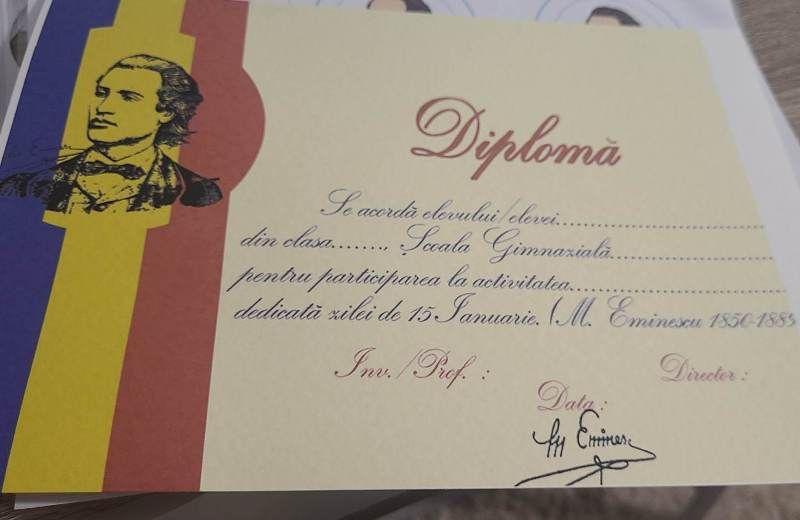 Diplomă
Se acordă elevului/elevei....................................
din clasa........, Școala Gimnazială............................
pentru participarea la activitatea....................................
dedicată zilei de 15 Ianuarie. (M. Eminescu 1850-1889
Inv./Prof. :
Director :
Data :
M Eminescu